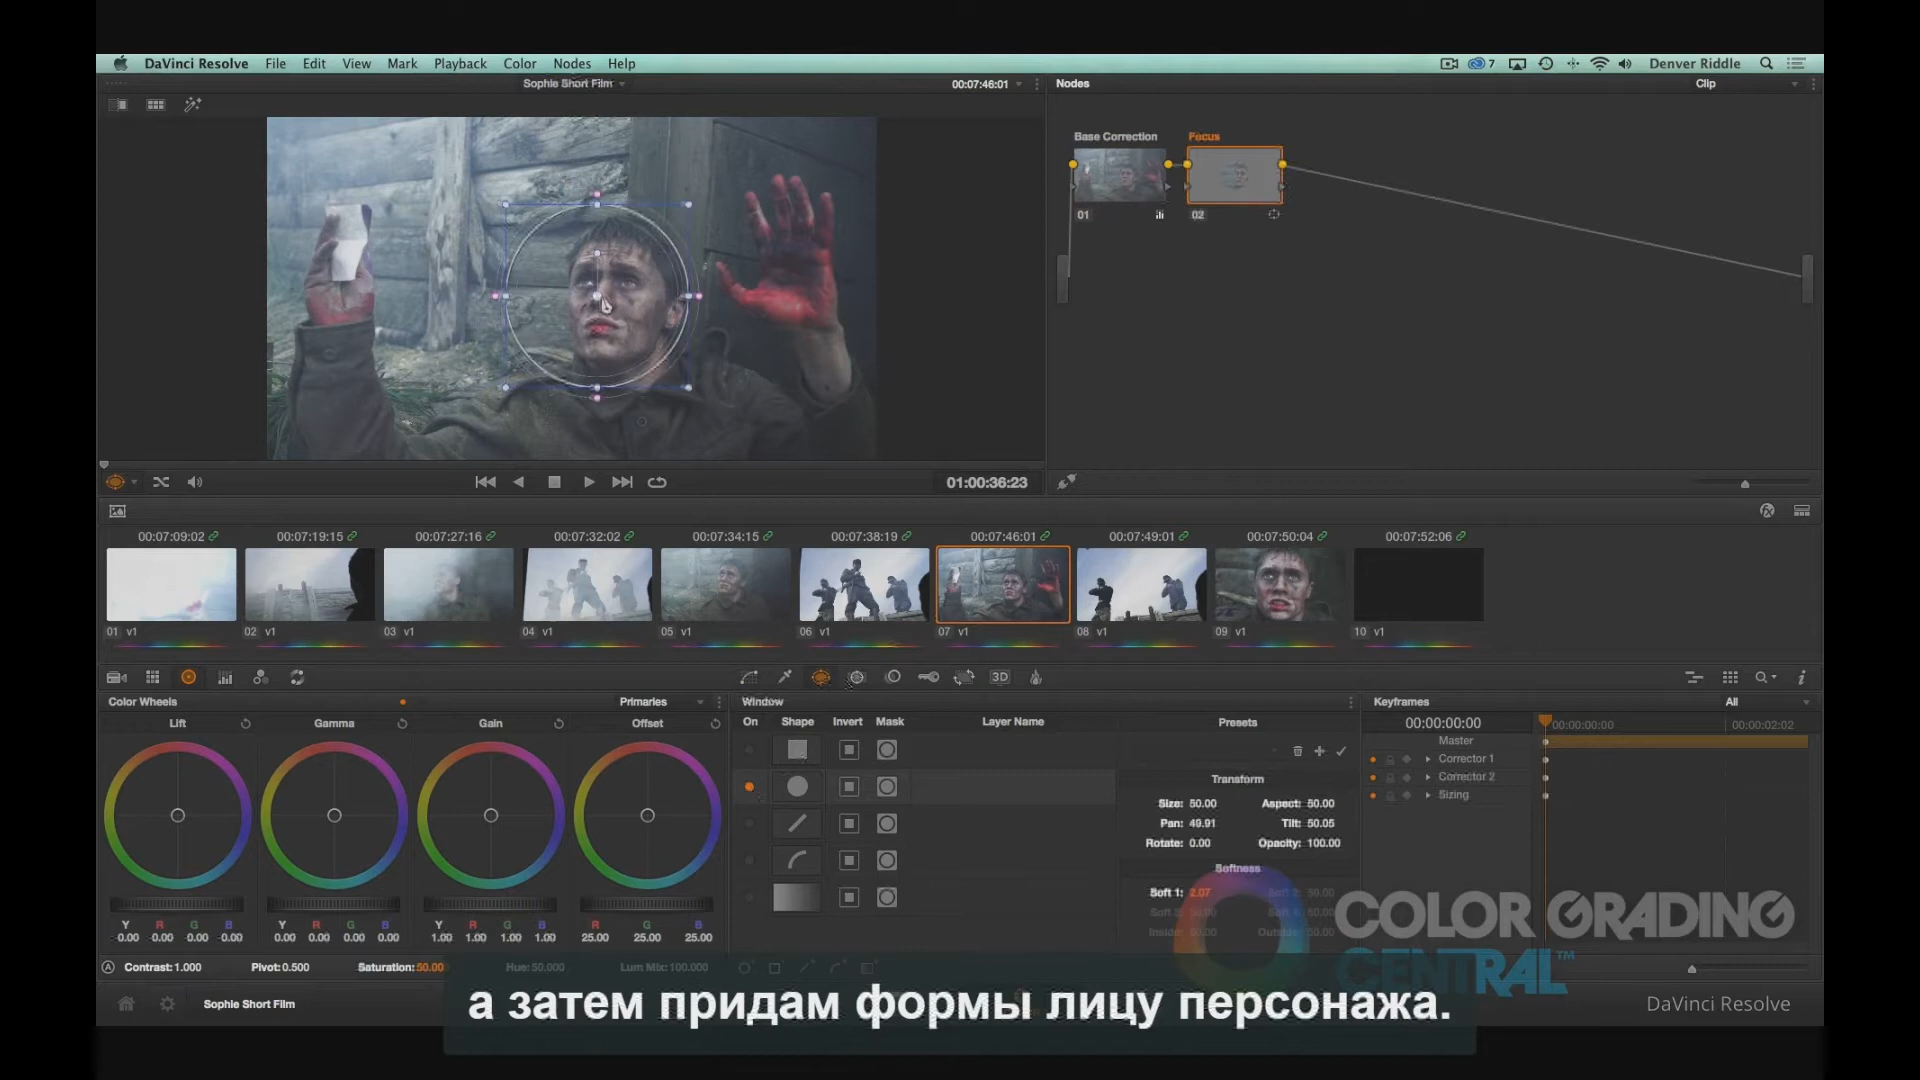 DaVinci Resolve File Edit View Mark Playback Color Nodes Help 7 Denver Riddle
Sophie Short Film 00:07:46:01 Nodes Clip
Base Correction Focus
01 02
01:00:36:23
00:07:09:02 00:07:19:15 00:07:27:16 00:07:32:02 00:07:34:15 00:07:38:19 00:07:46:01 00:07:49:01 00:07:50:04 00:07:52:06
01 v1 02 v1 03 v1 04 v1 05 v1 06 v1 07 v1 08 v1 09 v1 10 v1
3D
Color Wheels Primaries Window Keyframes All
Lift Gamma Gain Offset On Shape Invert Mask Layer Name Presets 00:00:00:00 00:00:00:00 00:00:02:02
Master
Transform Corrector 1
Corrector 2
Size: 50.00 Aspect: 50.00 Sizing
Pan: 49.91 Tilt: 50.05
Rotate: 0.00 Opacity: 100.00
Softness
Soft 1: 2.07 Soft 2: 50.00
Soft 3: 50.00 Soft 4: 50.00
Inside: 50.00 Outside: 50.00
Y R G B Y R G B Y R G B R G B
-0.00 -0.00 -0.00 -0.00 0.00 0.00 0.00 0.00 1.00 1.00 1.00 1.00 25.00 25.00 25.00
A Contrast: 1.000 Pivot: 0.500 Saturation: 50.00 Hue: 50.000 Lum Mix: 100.000
COLOR GRADING
CENTRAL™
Sophie Short Film DaVinci Resolve
а затем придам формы лицу персонажа.